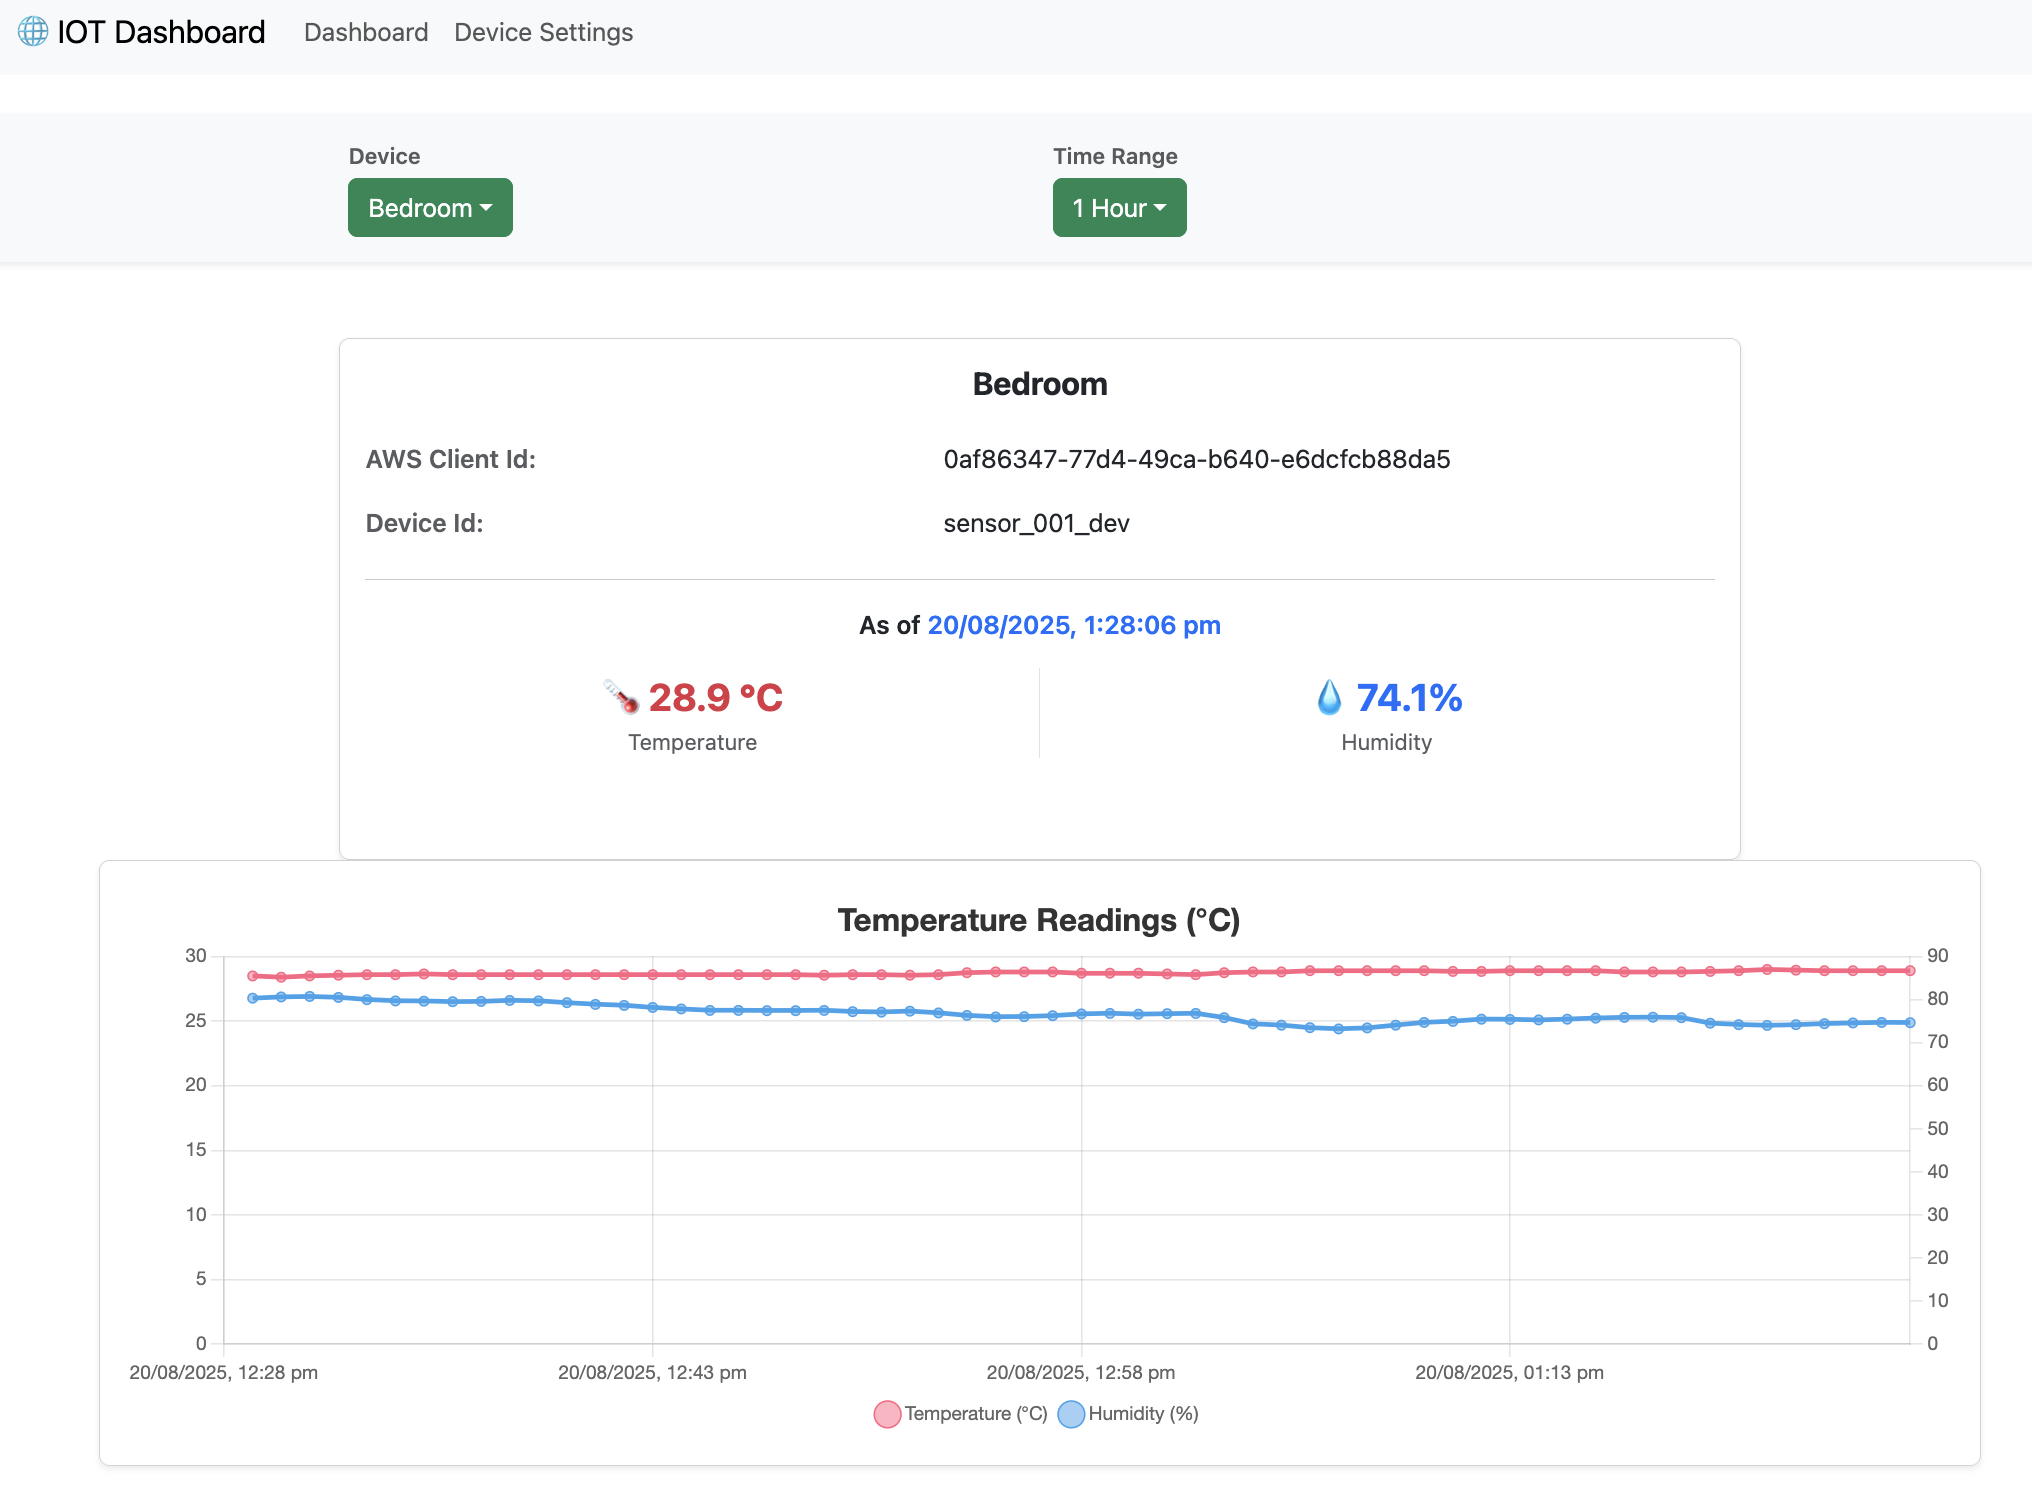 IOT Dashboard Dashboard Device Settings
Device Time Range
Bedroom 1 Hour
Bedroom
AWS Client Id: 0af86347-77d4-49ca-b640-e6dcfcb88da5
Device Id: sensor_001_dev
As of 20/08/2025, 1:28:06 pm
28.9 °C 74.1%
Temperature Humidity
Temperature Readings (°C)
30 90
80
25
70
20 60
50
15
40
10 30
20
5
10
0 0
20/08/2025, 12:28 pm 20/08/2025, 12:43 pm 20/08/2025, 12:58 pm 20/08/2025, 01:13 pm
Temperature (°C) Humidity (%)